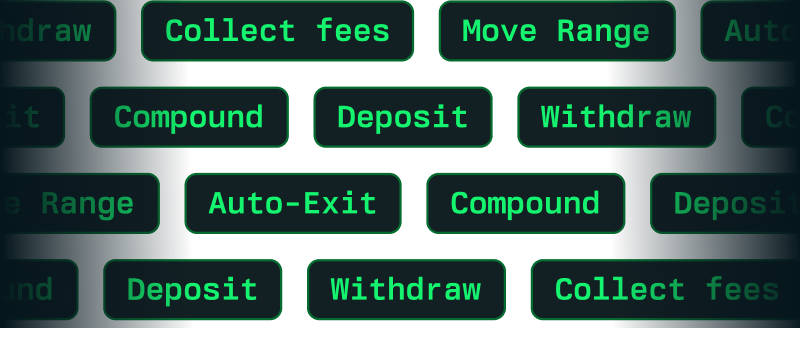 hdraw Collect fees Move Range Auto
it Compound Deposit Withdraw Co
e Range Auto-Exit Compound Deposit
und Deposit Withdraw Collect fees